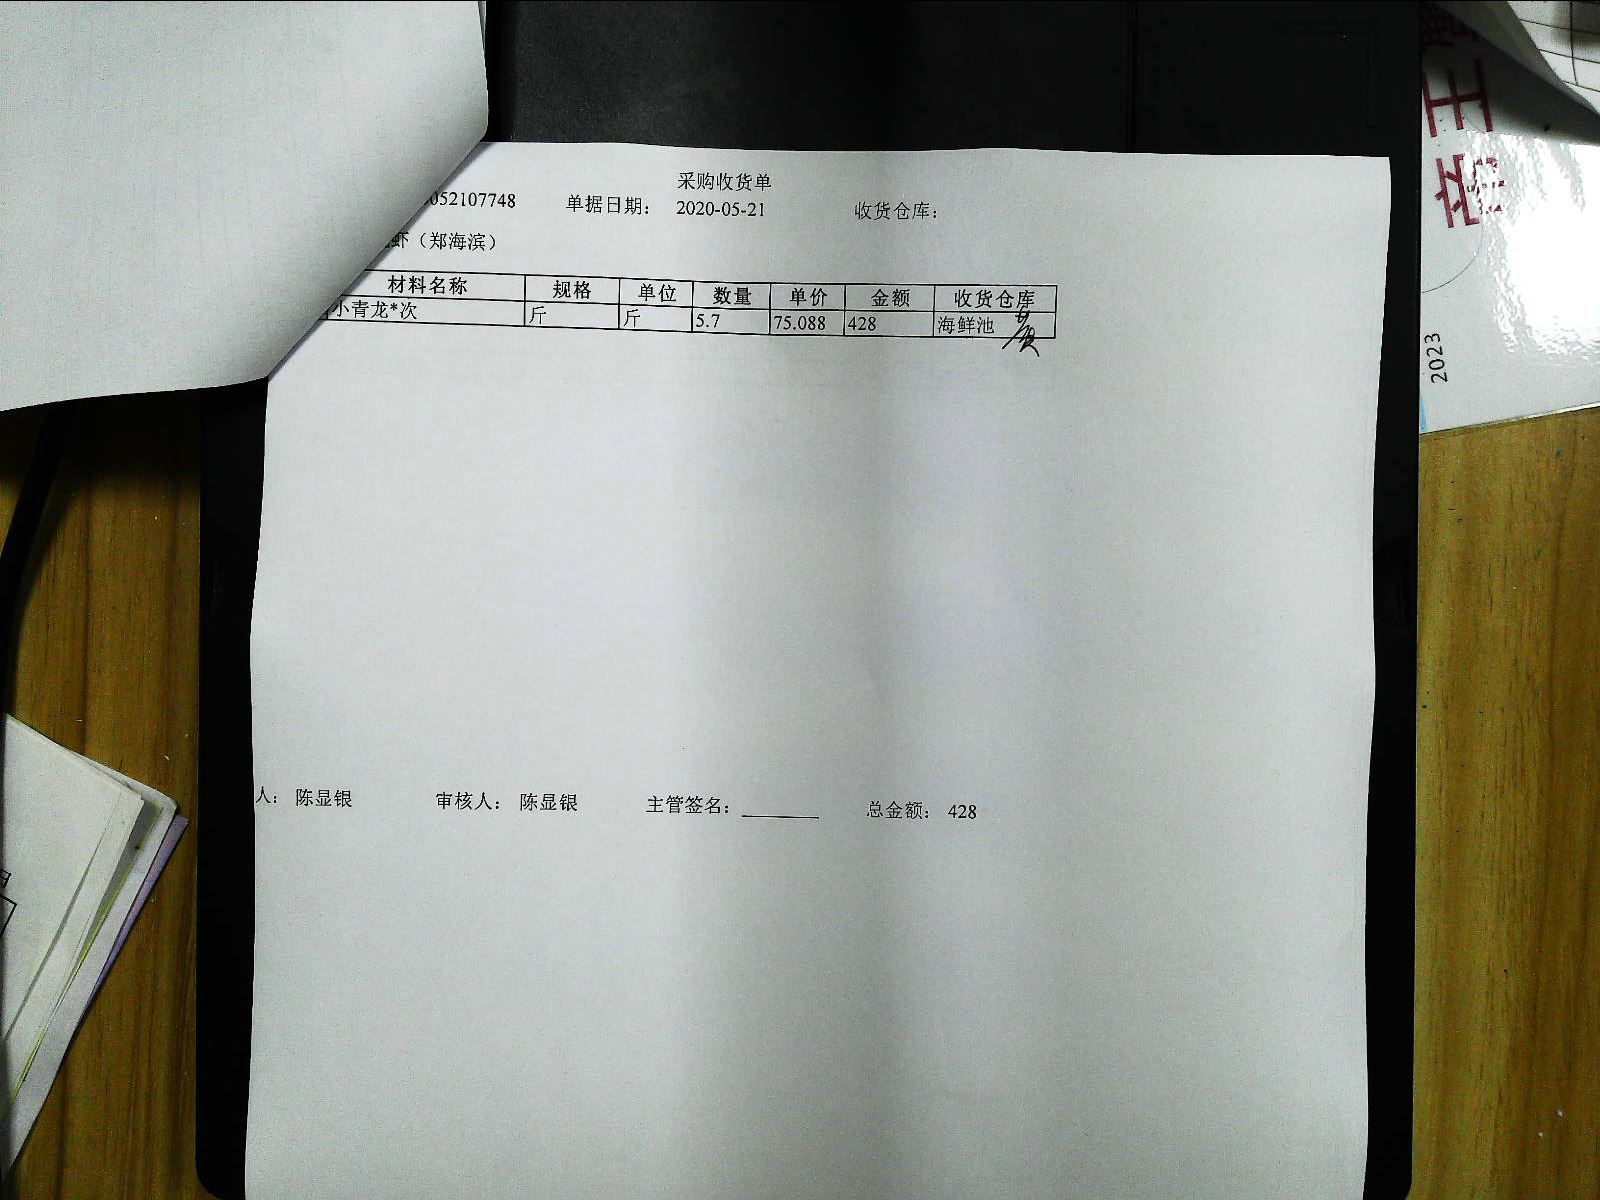 采购收货单
052107748 单据日期: 2020-05-21 收货仓库:
虾（郑海滨）
材料名称 规格 单位 数量 单价 金额 收货仓库
小青龙*次 斤 斤 5.7 75.088 428 海鲜池
人: 陈显银 审核人: 陈显银 主管签名: 总金额: 428
帝王
2023